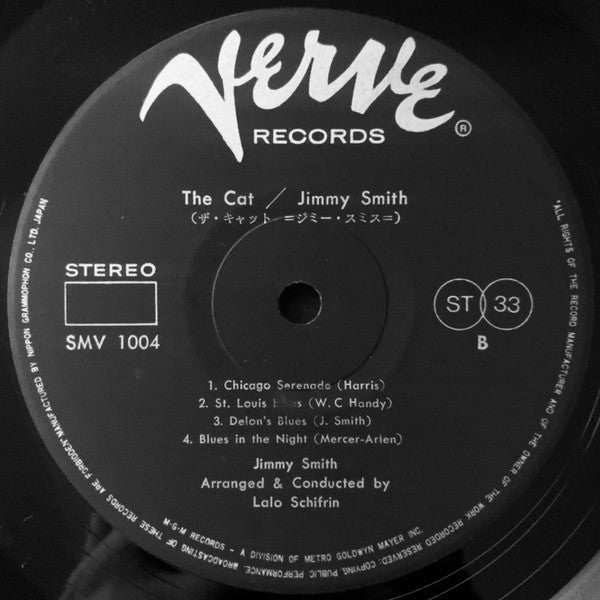 Verve
RECORDS ®
The Cat / Jimmy Smith
(ザ・キャット =ジミー・スミス=)
STEREO
SMV 1004
ST 33
B
1. Chicago Serenade (Harris)
2. St. Louis (W.C Handy)
3. Delon's Blues (J. Smith)
4. Blues in the Night (Mercer-Arlen)
Jimmy Smith
Arranged & Conducted by
Lalo Schifrin
M-G-M RECORDS – A DIVISION OF METRO GOLDWYN MAYER INC.
"ALL RIGHTS OF THE RECORD MANUFACTURER AND OF THE OWNER OF THE WORK RECORDED RESERVED: COPYING PUBLIC PERFORMANCE, BROADCASTING OF THESE RECORDS ARE FORBIDDEN" MANUFACTURED BY NIPPON GRAMMOPHON CO., LTD. JAPAN